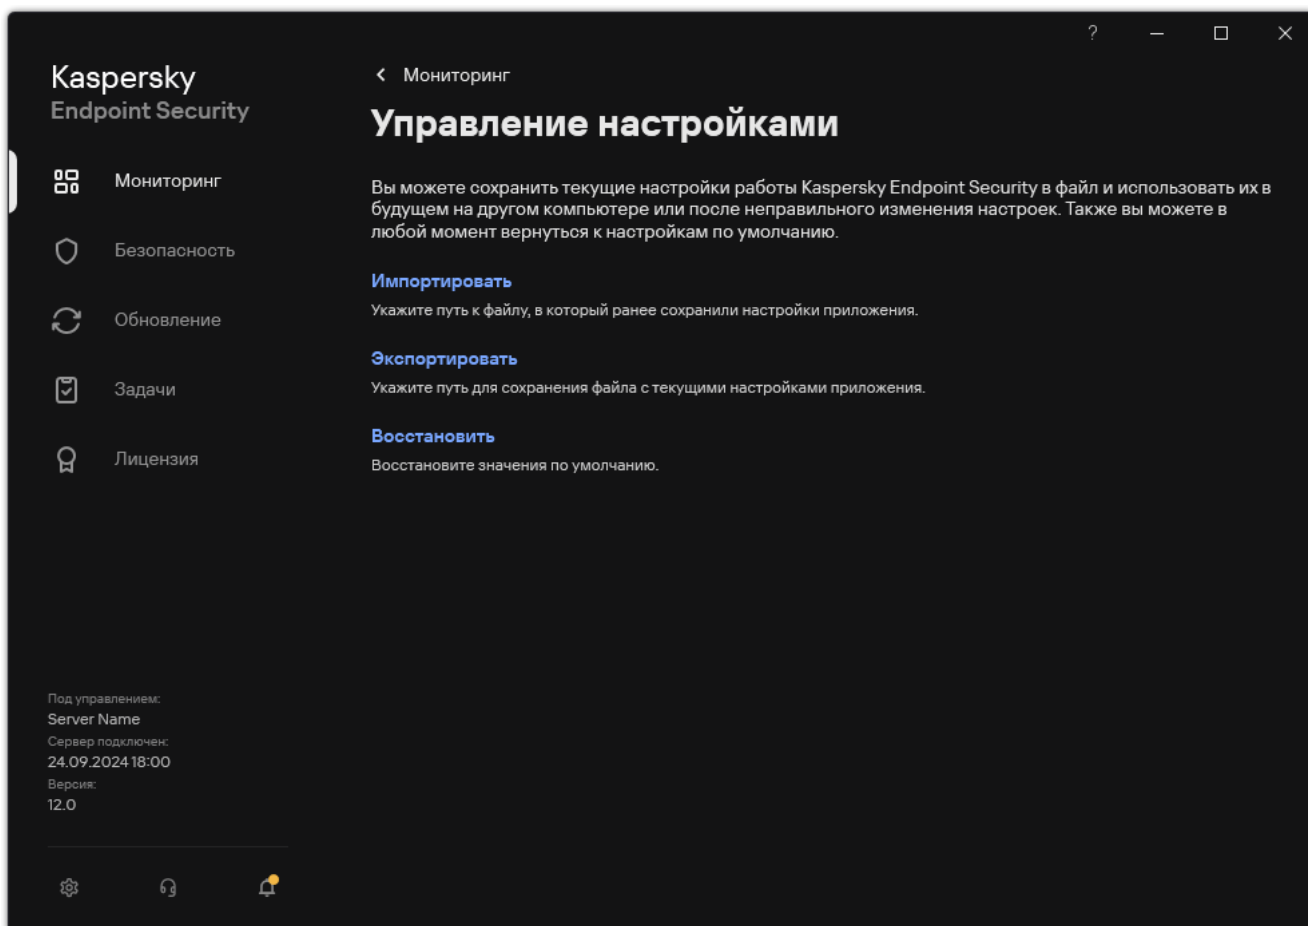 ?
Kaspersky
Endpoint Security
Мониторинг
Безопасность
Обновление
Задачи
Лицензия
Под управлением:
Server Name
Сервер подключен:
24.09.2024 18:00
Версия:
12.0
Мониторинг
Управление настройками
Вы можете сохранить текущие настройки работы Kaspersky Endpoint Security в файл и использовать их в
будущем на другом компьютере или после неправильного изменения настроек. Также вы можете в
любой момент вернуться к настройкам по умолчанию.
Импортировать
Укажите путь к файлу, в который ранее сохранили настройки приложения.
Экспортировать
Укажите путь для сохранения файла с текущими настройками приложения.
Восстановить
Восстановите значения по умолчанию.